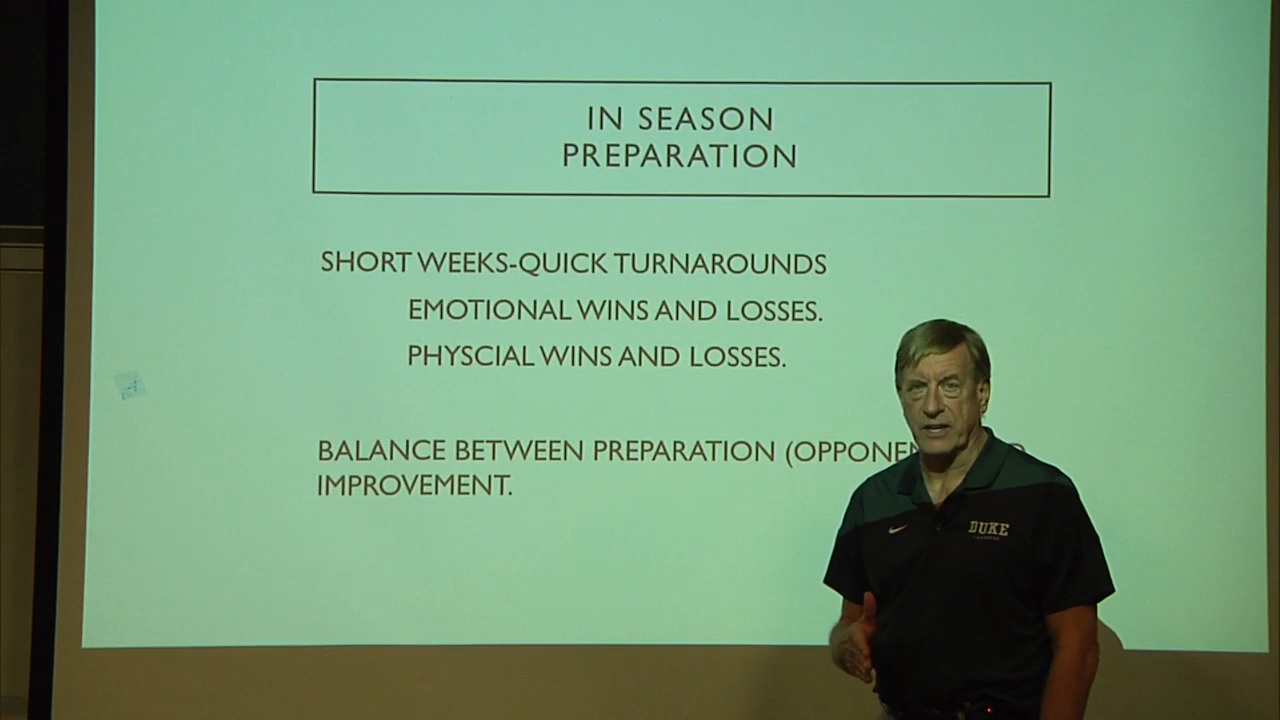 IN SEASON
PREPARATION
SHORT WEEKS-QUICK TURNAROUNDS
EMOTIONAL WINS AND LOSSES.
PHYSCIAL WINS AND LOSSES.
BALANCE BETWEEN PREPARATION (OPPONEN
IMPROVEMENT.
DUKE